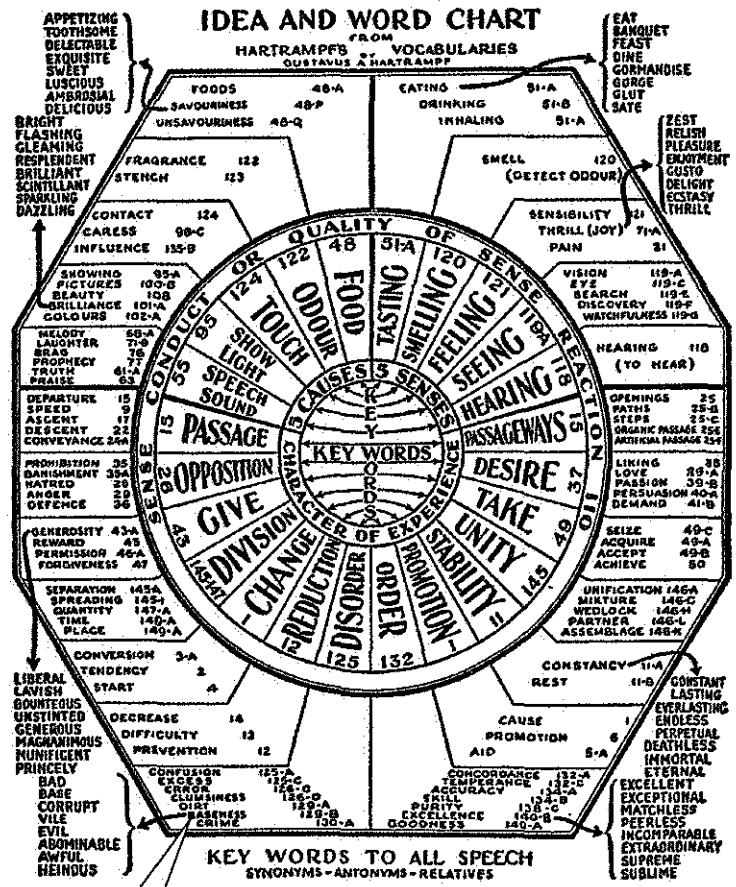 IDEA AND WORD CHART
FROM
HARTRAMPF'S VOCABULARIES
BY
GUSTAVUS A HARTRAMPF
APPETIZING
TOOTHSOME
DELECTABLE
EXQUISITE
SWEET
LUSCIOUS
AMBROSIAL
DELICIOUS
EAT
BANQUET
FEAST
DINE
GORMANDISE
GORGE
GLUT
SATE
BRIGHT
FLASHING
GLEAMING
RESPLENDENT
BRILLIANT
SCINTILLANT
SPARKLING
DAZZLING
ZEST
RELISH
PLEASURE
ENJOYMENT
GUSTO
DELIGHT
ECSTASY
THRILL
FOODS 48-A
SAVOURINESS 48-P
UNSAVOURINESS 48-Q
EATING 51-A
DRINKING 51-B
INHALING 51-A
FRAGRANCE 122
STENCH 123
SMELL 120
(DETECT ODOUR)
CONTACT 124
CARESS 98-C
INFLUENCE 135-B
SENSIBILITY 121
THRILL (JOY) 71-A
PAIN 31
SHOWING 95-A
PICTURES 100-B
BEAUTY 108
BRILLIANCE 101-A
COLOURS 102-A
VISION 119-A
EYE 119-C
SEARCH 119-E
DISCOVERY 119-F
WATCHFULNESS 119-G
MELODY 68-A
LAUGHTER 71-B
BRAG 76
PROPHECY 77
TRUTH 61-A
PRAISE 63
HEARING 118
(TO HEAR)
DEPARTURE 15
SPEED 9
ASCENT 17
DESCENT 22
CONVEYANCE 24-A
OPENINGS 25
PATHS 25-B
STEPS 25-C
ORGANIC PASSAGE 25-E
ARTIFICIAL PASSAGE 25-F
PROHIBITION 35
BANISHMENT 35-A
HATRED 28
ANGER 29
DEFENCE 36
LIKING 38
LOVE 39-A
PASSION 39-B
PERSUASION 40-A
DEMAND 41-B
GENEROSITY 43-A
REWARD 45
PERMISSION 46-A
FORGIVENESS 47
SEIZE 49-C
ACQUIRE 49-A
ACCEPT 49-B
ACHIEVE 50
SEPARATION 145-A
SPREADING 145-I
QUANTITY 147-A
TIME 148-A
PLACE 149-A
UNIFICATION 146-A
MIXTURE 146-C
WEDLOCK 146-H
PARTNER 146-L
ASSEMBLAGE 146-K
CONVERSION 3-A
TENDENCY 2
START 4
CONSTANCY 11-A
REST 11-B
DECREASE 14
DIFFICULTY 13
PREVENTION 12
CAUSE 1
PROMOTION 6
AID 5-A
CONFUSION 125-A
EXCESS 125-C
ERROR 126-C
CLUMSINESS 126-D
DIRT 129-A
BASENESS 129-B
CRIME 130-A
CONCORDANCE 132-A
TEMPERANCE 132-C
ACCURACY 134-A
SKILL 134-B
PURITY 138-C
EXCELLENCE 140-B
GOODNESS 140-A
SENSE CONDUCT OR QUALITY OF SENSE REACTION
48 FOOD
122 ODOUR
124 TOUCH
95 SHOW LIGHT
55 SPEECH SOUND
15 PASSAGE
28 OPPOSITION
43 GIVE
145-147 DIVISION
1 CHANGE
12 REDUCTION
125 DISORDER
132 ORDER
1 PROMOTION
11 STABILITY
145 UNITY
49 TAKE
37 DESIRE
15 PASSAGEWAYS
118 HEARING
119-A SEEING
121 FEELING
120 SMELLING
51-A TASTING
5 CAUSES
5 SENSES
CHARACTER OF EXPERIENCE
KEY WORDS
KEY WORDS
LIBERAL
LAVISH
BOUNTEOUS
UNSTINTED
GENEROUS
MAGNANIMOUS
MUNIFICENT
PRINCELY
CONSTANT
LASTING
EVERLASTING
ENDLESS
PERPETUAL
DEATHLESS
IMMORTAL
ETERNAL
BAD
BASE
CORRUPT
VILE
EVIL
ABOMINABLE
AWFUL
HEINOUS
EXCELLENT
EXCEPTIONAL
MATCHLESS
PEERLESS
INCOMPARABLE
EXTRAORDINARY
SUPREME
SUBLIME
KEY WORDS TO ALL SPEECH
SYNONYMS-ANTONYMS-RELATIVES